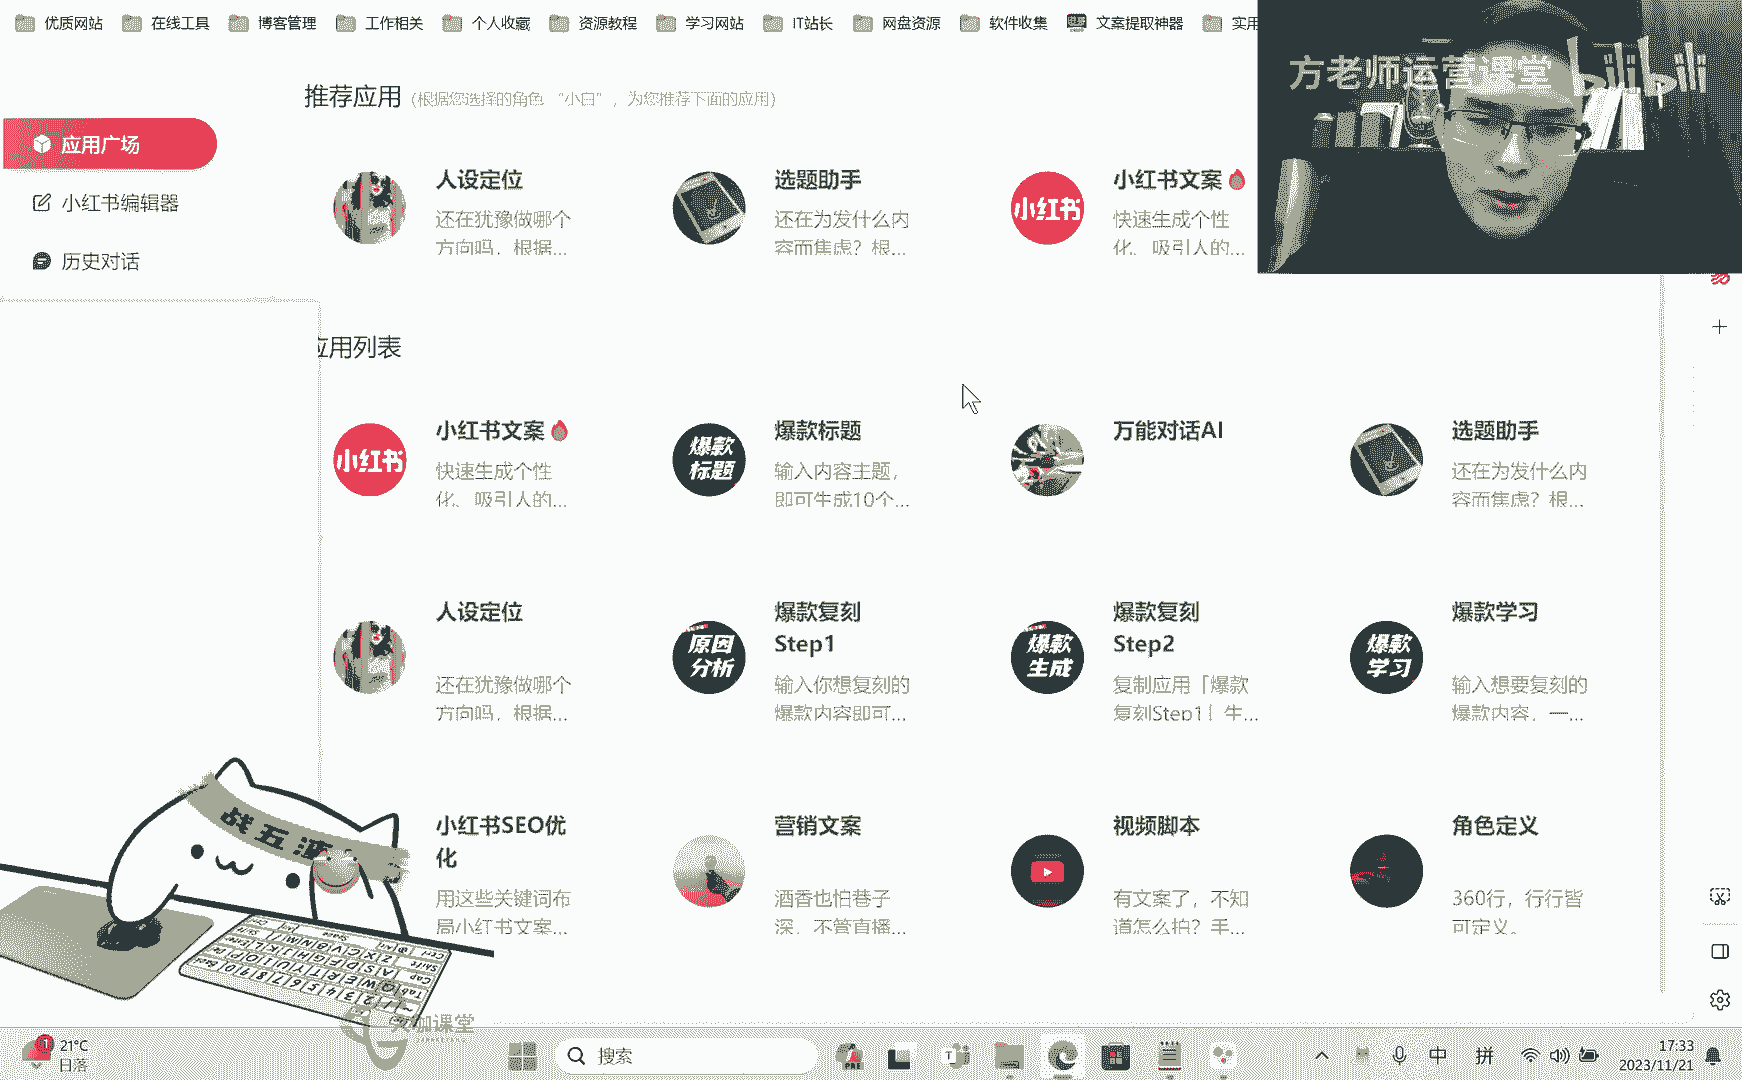 优质网站 在线工具 博客管理 工作相关 个人收藏 资源教程 学习网站 IT站长 网盘资源 软件收集 文案提取神器 实用
方老师运营课堂 bilibili
推荐应用 (根据您选择的角色 “小白”，为您推荐下面的应用)
应用广场
小红书编辑器
历史对话
人设定位
还在犹豫做哪个
方向吗，根据...
选题助手
还在为发什么内
容而焦虑？根...
小红书
小红书文案
快速生成个性
化、吸引人的...
应用列表
小红书
小红书文案
快速生成个性
化、吸引人的...
爆款
标题
爆款标题
输入内容主题，
即可生成10个...
万能对话AI
选题助手
还在为发什么内
容而焦虑？根...
人设定位
还在犹豫做哪个
方向吗，根据...
原因
分析
爆款复刻
Step1
输入你想复刻的
爆款内容即可...
爆款
生成
爆款复刻
Step2
复制应用「爆款
复刻Step1」生...
爆款
学习
爆款学习
输入想要复刻的
爆款内容，一...
小红书SEO优
化
用这些关键词布
局小红书文案...
营销文案
酒香也怕巷子
深，不管直播...
视频脚本
有文案了，不知
道怎么拍？手...
角色定义
360行，行行皆
可定义。
战五渣
课堂
1
21°C
日落
搜索
PRE
中 拼
17:33
2023/11/21